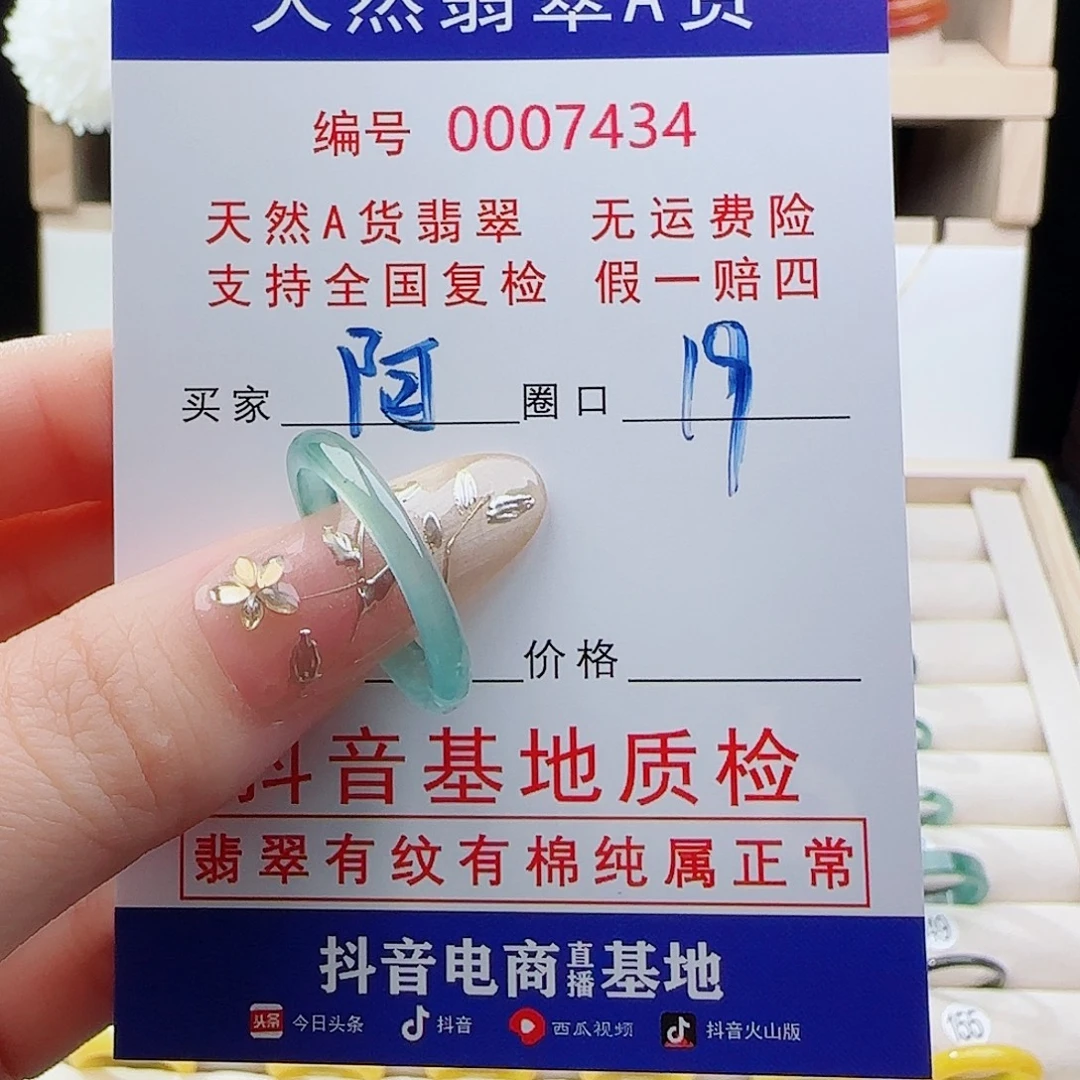 天然翡翠A货
编号 0007434
天然A货翡翠 无运费险
支持全国复检 假一赔四
买家 阿 圈口 19
价格
抖音基地质检
翡翠有纹有棉纯属正常
抖音电商直播基地
头条 今日头条 抖音 西瓜视频 抖音火山版
155